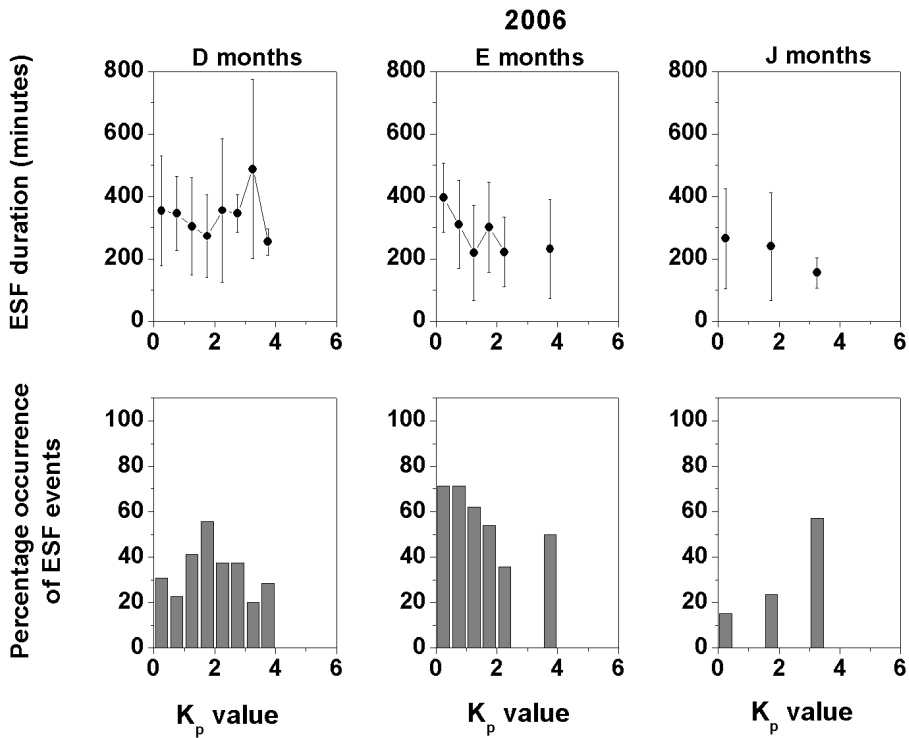 2006
D months
E months
J months
ESF duration (minutes)
800
600
400
200
0
0 2 4 6
800
600
400
200
0
0 2 4 6
800
600
400
200
0
0 2 4 6
Percentage occurrence
of ESF events
100
80
60
40
20
0
0 2 4 6
100
80
60
40
20
0
0 2 4 6
100
80
60
40
20
0
0 2 4 6
Kp value
Kp value
Kp value